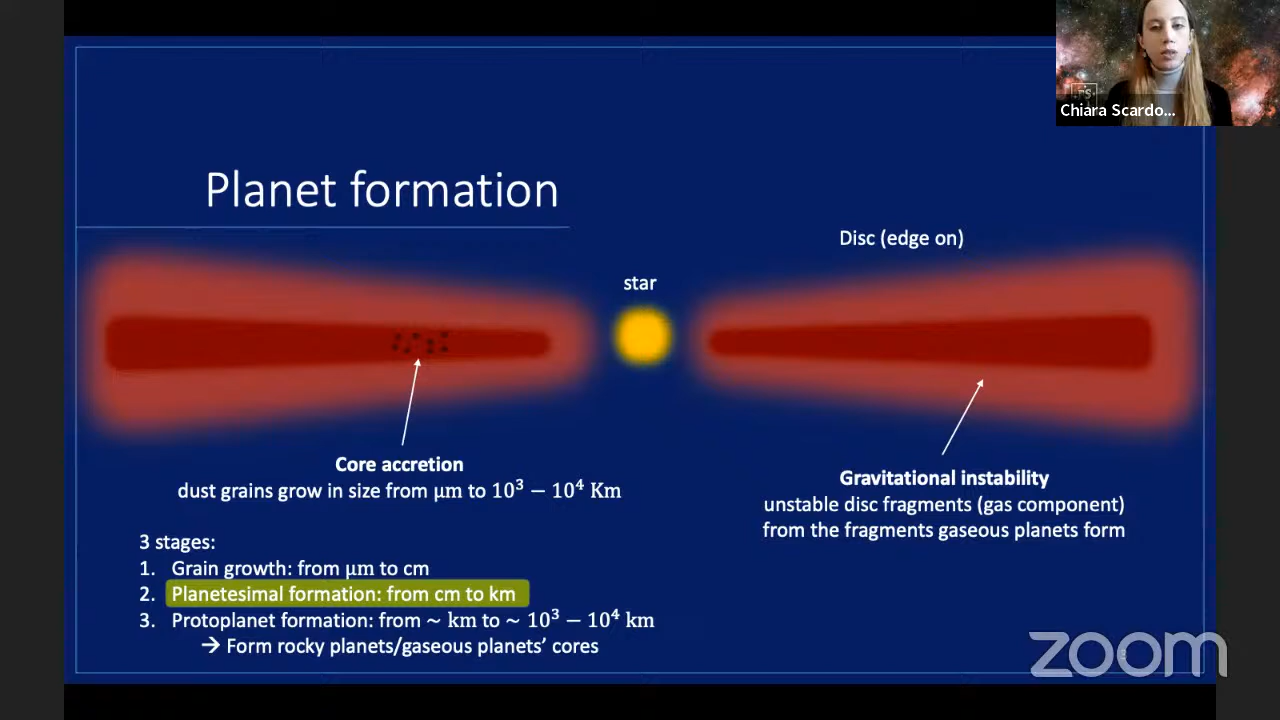 Chiara Scardo...
Planet formation
Disc (edge on)
star
Core accretion
dust grains grow in size from μm to 10³ − 10⁴ Km
Gravitational instability
unstable disc fragments (gas component)
from the fragments gaseous planets form
3 stages:
1. Grain growth: from μm to cm
2. Planetesimal formation: from cm to km
3. Protoplanet formation: from ~ km to ~ 10³ − 10⁴ km
→ Form rocky planets/gaseous planets' cores
zoom